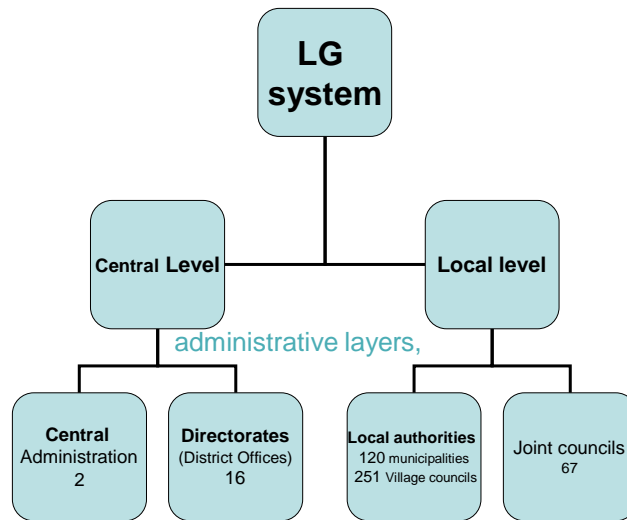 LG
system
Central Level
Local level
administrative layers,
Central
Administration
2
Directorates
(District Offices)
16
Local authorities
120 municipalities
251 Village councils
Joint councils
67